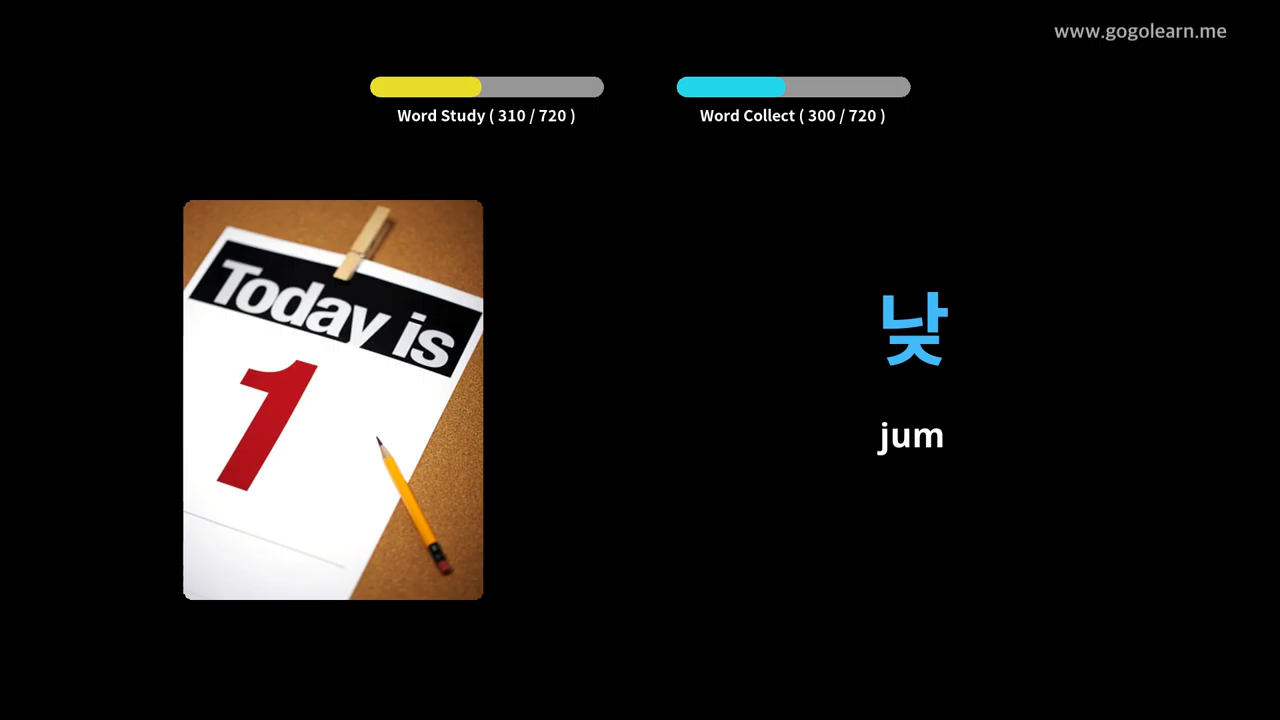 www.gogolearn.me
Word Study ( 310 / 720 )
Word Collect ( 300 / 720 )
Today is
1
낮
jum